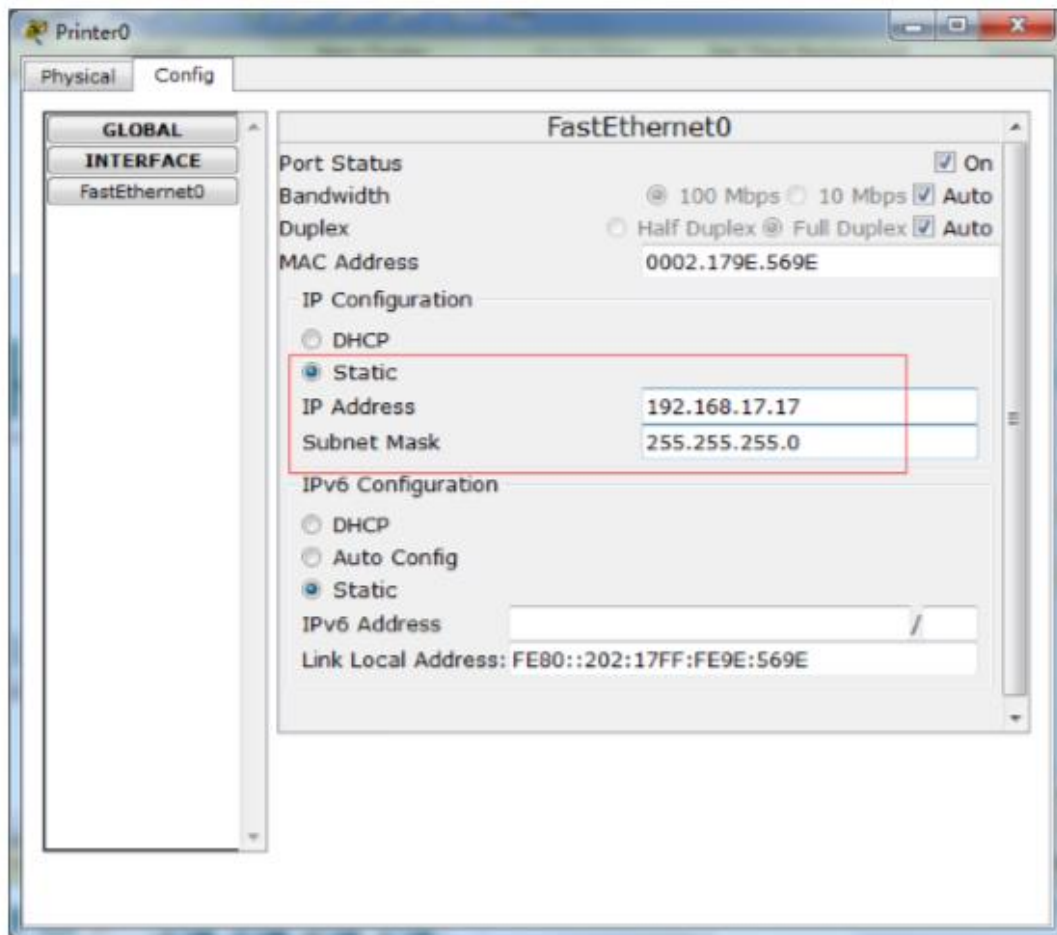 Printer0
Physical Config
GLOBAL
INTERFACE
FastEthernet0
FastEthernet0
Port Status On
Bandwidth 100 Mbps 10 Mbps Auto
Duplex Half Duplex Full Duplex Auto
MAC Address 0002.179E.569E
IP Configuration
DHCP
Static
IP Address 192.168.17.17
Subnet Mask 255.255.255.0
IPv6 Configuration
DHCP
Auto Config
Static
IPv6 Address /
Link Local Address: FE80::202:17FF:FE9E:569E